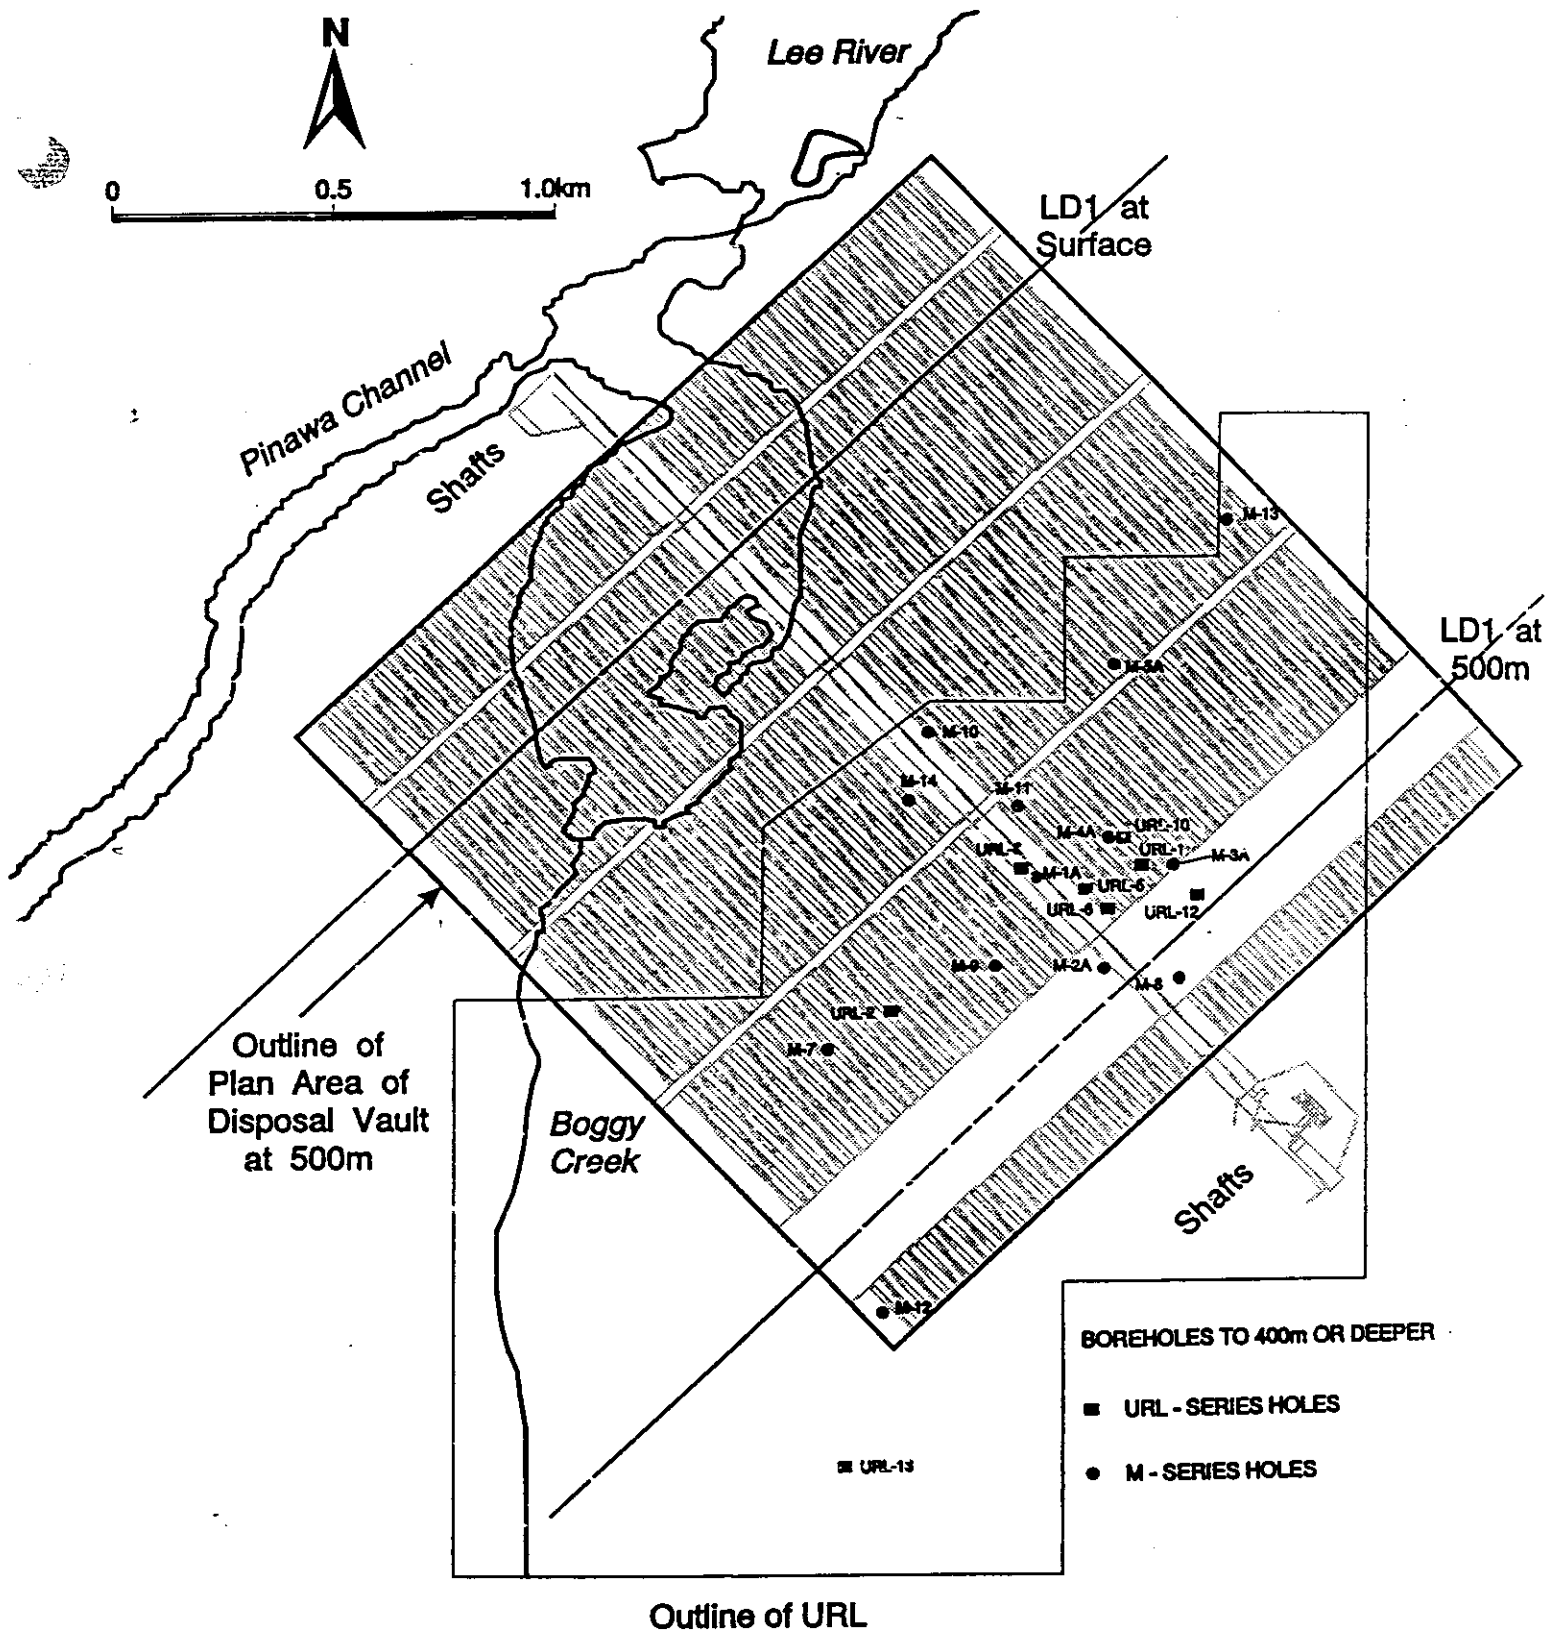 N
Lee River
0 0.5 1.0km
LD1 at
Surface
Pinawa Channel
Shafts
M-13
LD1 at
500m
M-5A
M-10
M-14
M-11
M-4A
URL-10
URL-1
M-3A
M-1A
URL-5
URL-6
URL-12
M-9
M-2A
M-8
URL-2
M-7
Outline of
Plan Area of
Disposal Vault
at 500m
Boggy
Creek
Shafts
M-12
BOREHOLES TO 400m OR DEEPER
URL - SERIES HOLES
M - SERIES HOLES
URL-13
Outline of URL